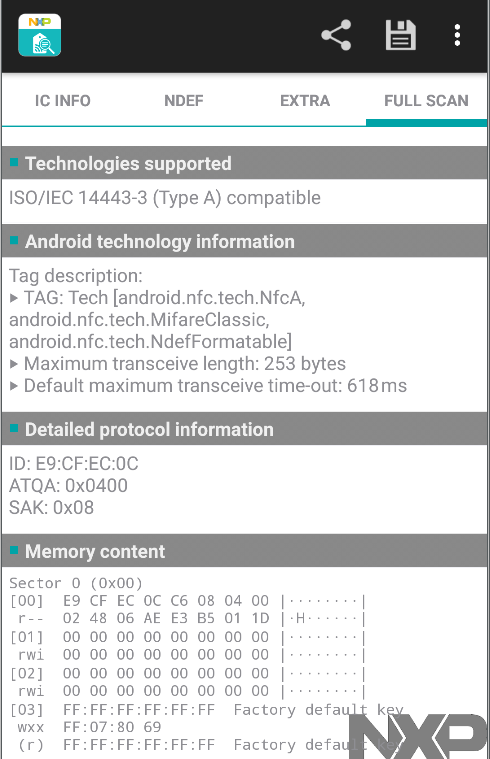 NXP
IC INFO NDEF EXTRA FULL SCAN
Technologies supported
ISO/IEC 14443-3 (Type A) compatible
Android technology information
Tag description:
▸ TAG: Tech [android.nfc.tech.NfcA,
android.nfc.tech.MifareClassic,
android.nfc.tech.NdefFormatable]
▸ Maximum transceive length: 253 bytes
▸ Default maximum transceive time-out: 618 ms
Detailed protocol information
ID: E9:CF:EC:0C
ATQA: 0x0400
SAK: 0x08
Memory content
Sector 0 (0x00)
[00] E9 CF EC 0C C6 08 04 00 |········|
r-- 02 48 06 AE E3 B5 01 1D |·H······|
[01] 00 00 00 00 00 00 00 00 |········|
rwi 00 00 00 00 00 00 00 00 |········|
[02] 00 00 00 00 00 00 00 00 |········|
rwi 00 00 00 00 00 00 00 00 |········|
[03] FF:FF:FF:FF:FF:FF Factory default key
wxx FF:07:80 69
(r) FF:FF:FF:FF:FF:FF Factory default key
NXP